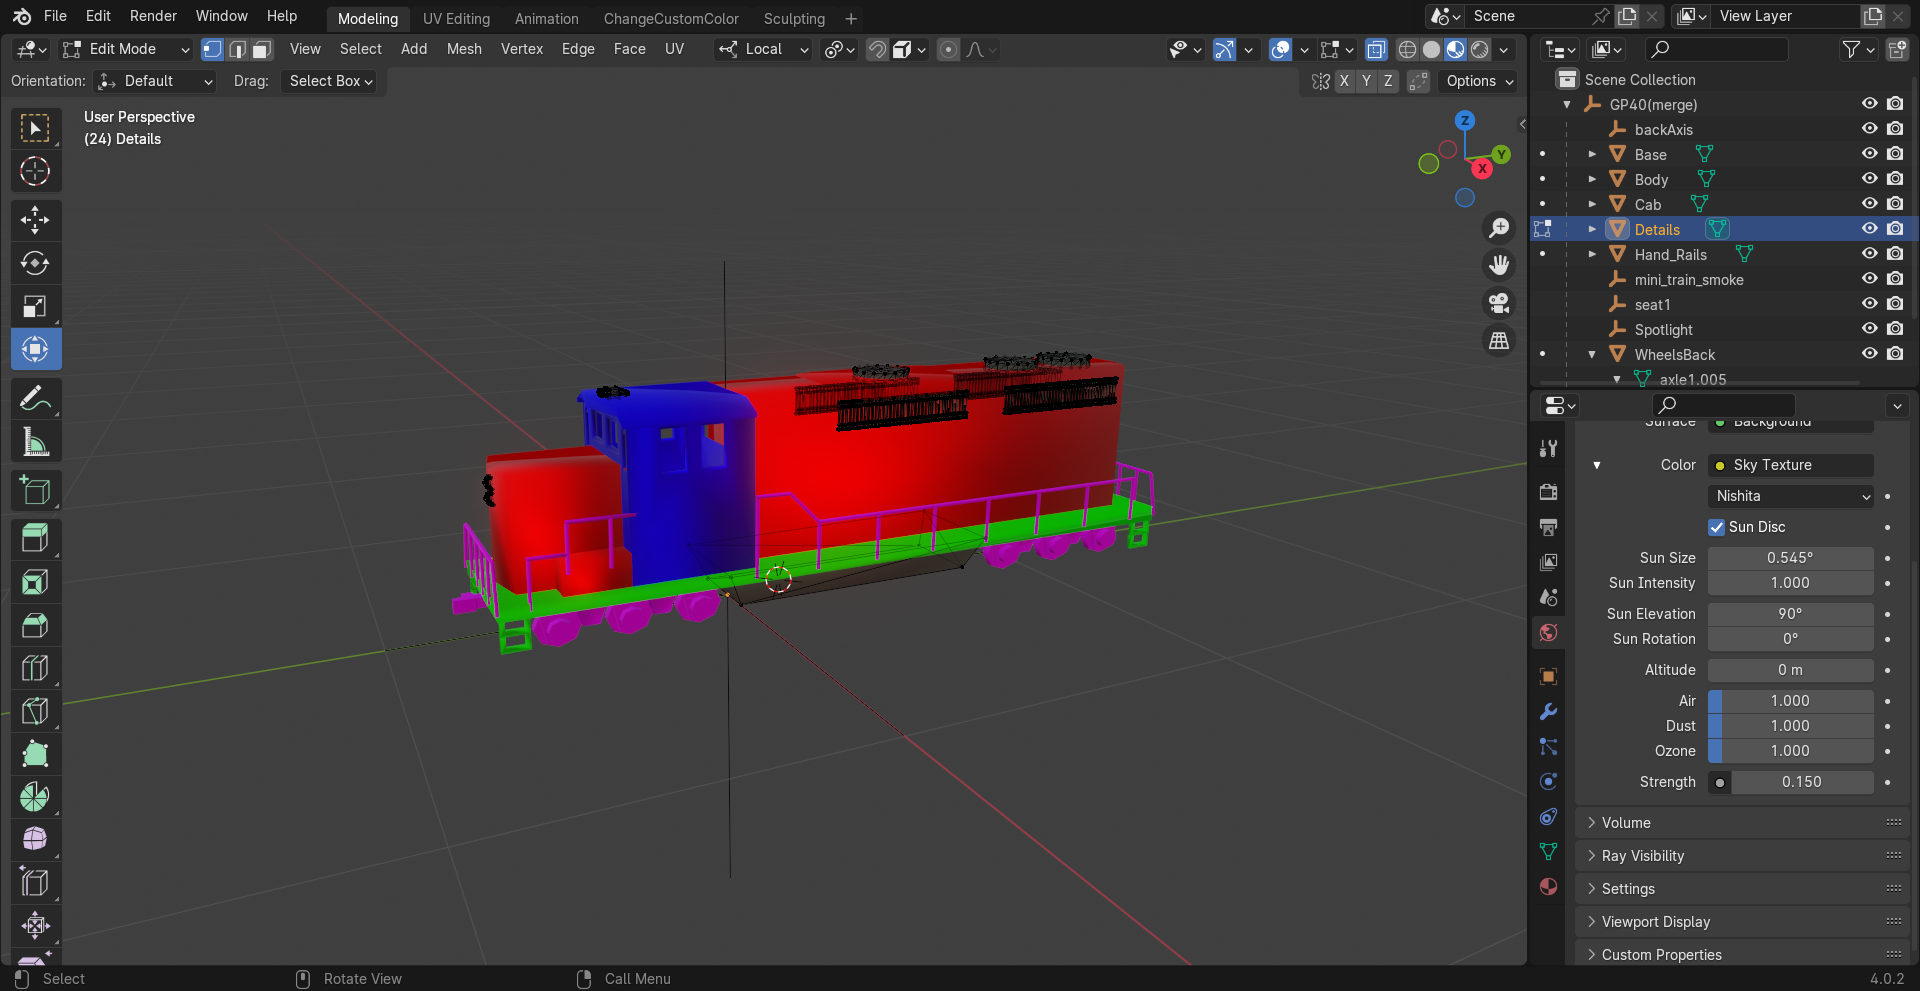 File Edit Render Window Help Modeling UV Editing Animation ChangeCustomColor Sculpting + Scene View Layer
Edit Mode View Select Add Mesh Vertex Edge Face UV Local
Orientation: Default Drag: Select Box X Y Z Options
User Perspective
(24) Details
Z
Y
X
Scene Collection
GP40(merge)
backAxis
Base
Body
Cab
Details
Hand_Rails
mini_train_smoke
seat1
Spotlight
WheelsBack
axle1.005
Surface Background
Color Sky Texture
Nishita
Sun Disc
Sun Size 0.545°
Sun Intensity 1.000
Sun Elevation 90°
Sun Rotation 0°
Altitude 0 m
Air 1.000
Dust 1.000
Ozone 1.000
Strength 0.150
Volume
Ray Visibility
Settings
Viewport Display
Custom Properties
Select Rotate View Call Menu 4.0.2